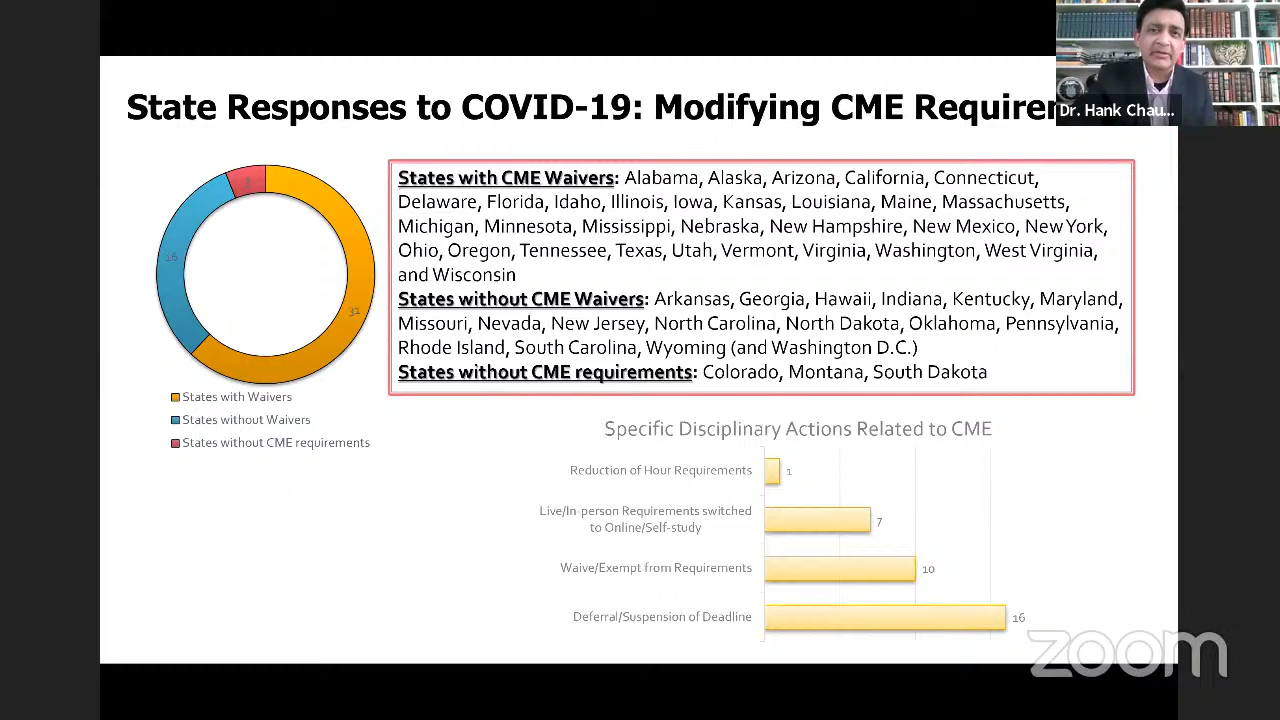 State Responses to COVID-19: Modifying CME Requirem
Dr. Hank Chau...
3
16
31
States with Waivers
States without Waivers
States without CME requirements
States with CME Waivers: Alabama, Alaska, Arizona, California, Connecticut,
Delaware, Florida, Idaho, Illinois, Iowa, Kansas, Louisiana, Maine, Massachusetts,
Michigan, Minnesota, Mississippi, Nebraska, New Hampshire, New Mexico, New York,
Ohio, Oregon, Tennessee, Texas, Utah, Vermont, Virginia, Washington, West Virginia,
and Wisconsin
States without CME Waivers: Arkansas, Georgia, Hawaii, Indiana, Kentucky, Maryland,
Missouri, Nevada, New Jersey, North Carolina, North Dakota, Oklahoma, Pennsylvania,
Rhode Island, South Carolina, Wyoming (and Washington D.C.)
States without CME requirements: Colorado, Montana, South Dakota
Specific Disciplinary Actions Related to CME
Reduction of Hour Requirements 1
Live/In-person Requirements switched
to Online/Self-study 7
Waive/Exempt from Requirements 10
Deferral/Suspension of Deadline 16
zoom